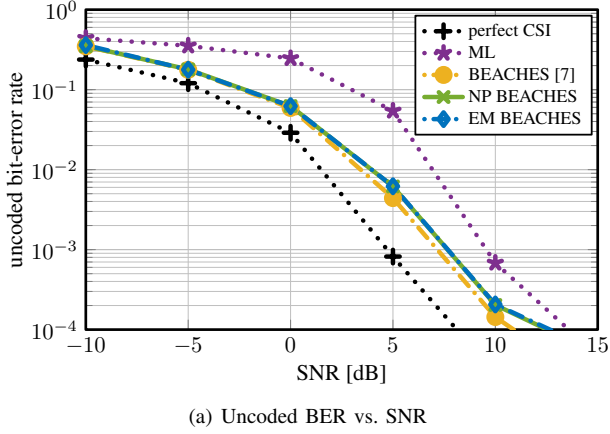 10^0
10^−1
10^−2
10^−3
10^−4
uncoded bit-error rate
perfect CSI
ML
BEACHES [7]
NP BEACHES
EM BEACHES
−10 −5 0 5 10 15
SNR [dB]
(a) Uncoded BER vs. SNR